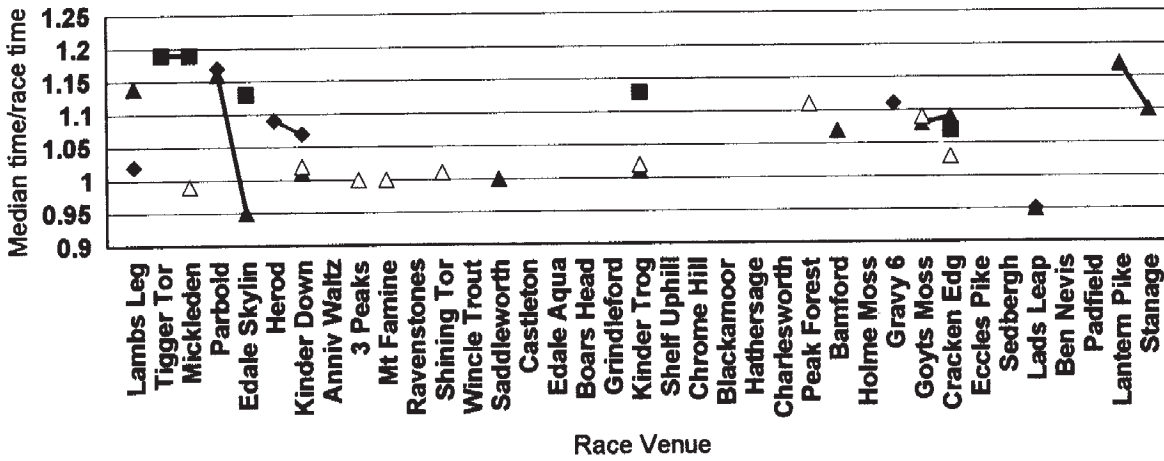 Median time/race time
1.25
1.2
1.15
1.1
1.05
1
0.95
0.9
Lambs Leg
Tigger Tor
Mickleden
Parbold
Edale Skylin
Herod
Kinder Down
Anniv Waltz
3 Peaks
Mt Famine
Ravenstones
Shining Tor
Wincle Trout
Saddleworth
Castleton
Edale Aqua
Boars Head
Grindleford
Kinder Trog
Shelf Uphill
Chrome Hill
Blackamoor
Hathersage
Charlesworth
Peak Forest
Bamford
Holme Moss
Gravy 6
Goyts Moss
Cracken Edg
Eccles Pike
Sedbergh
Lads Leap
Ben Nevis
Padfield
Lantern Pike
Stanage
Race Venue